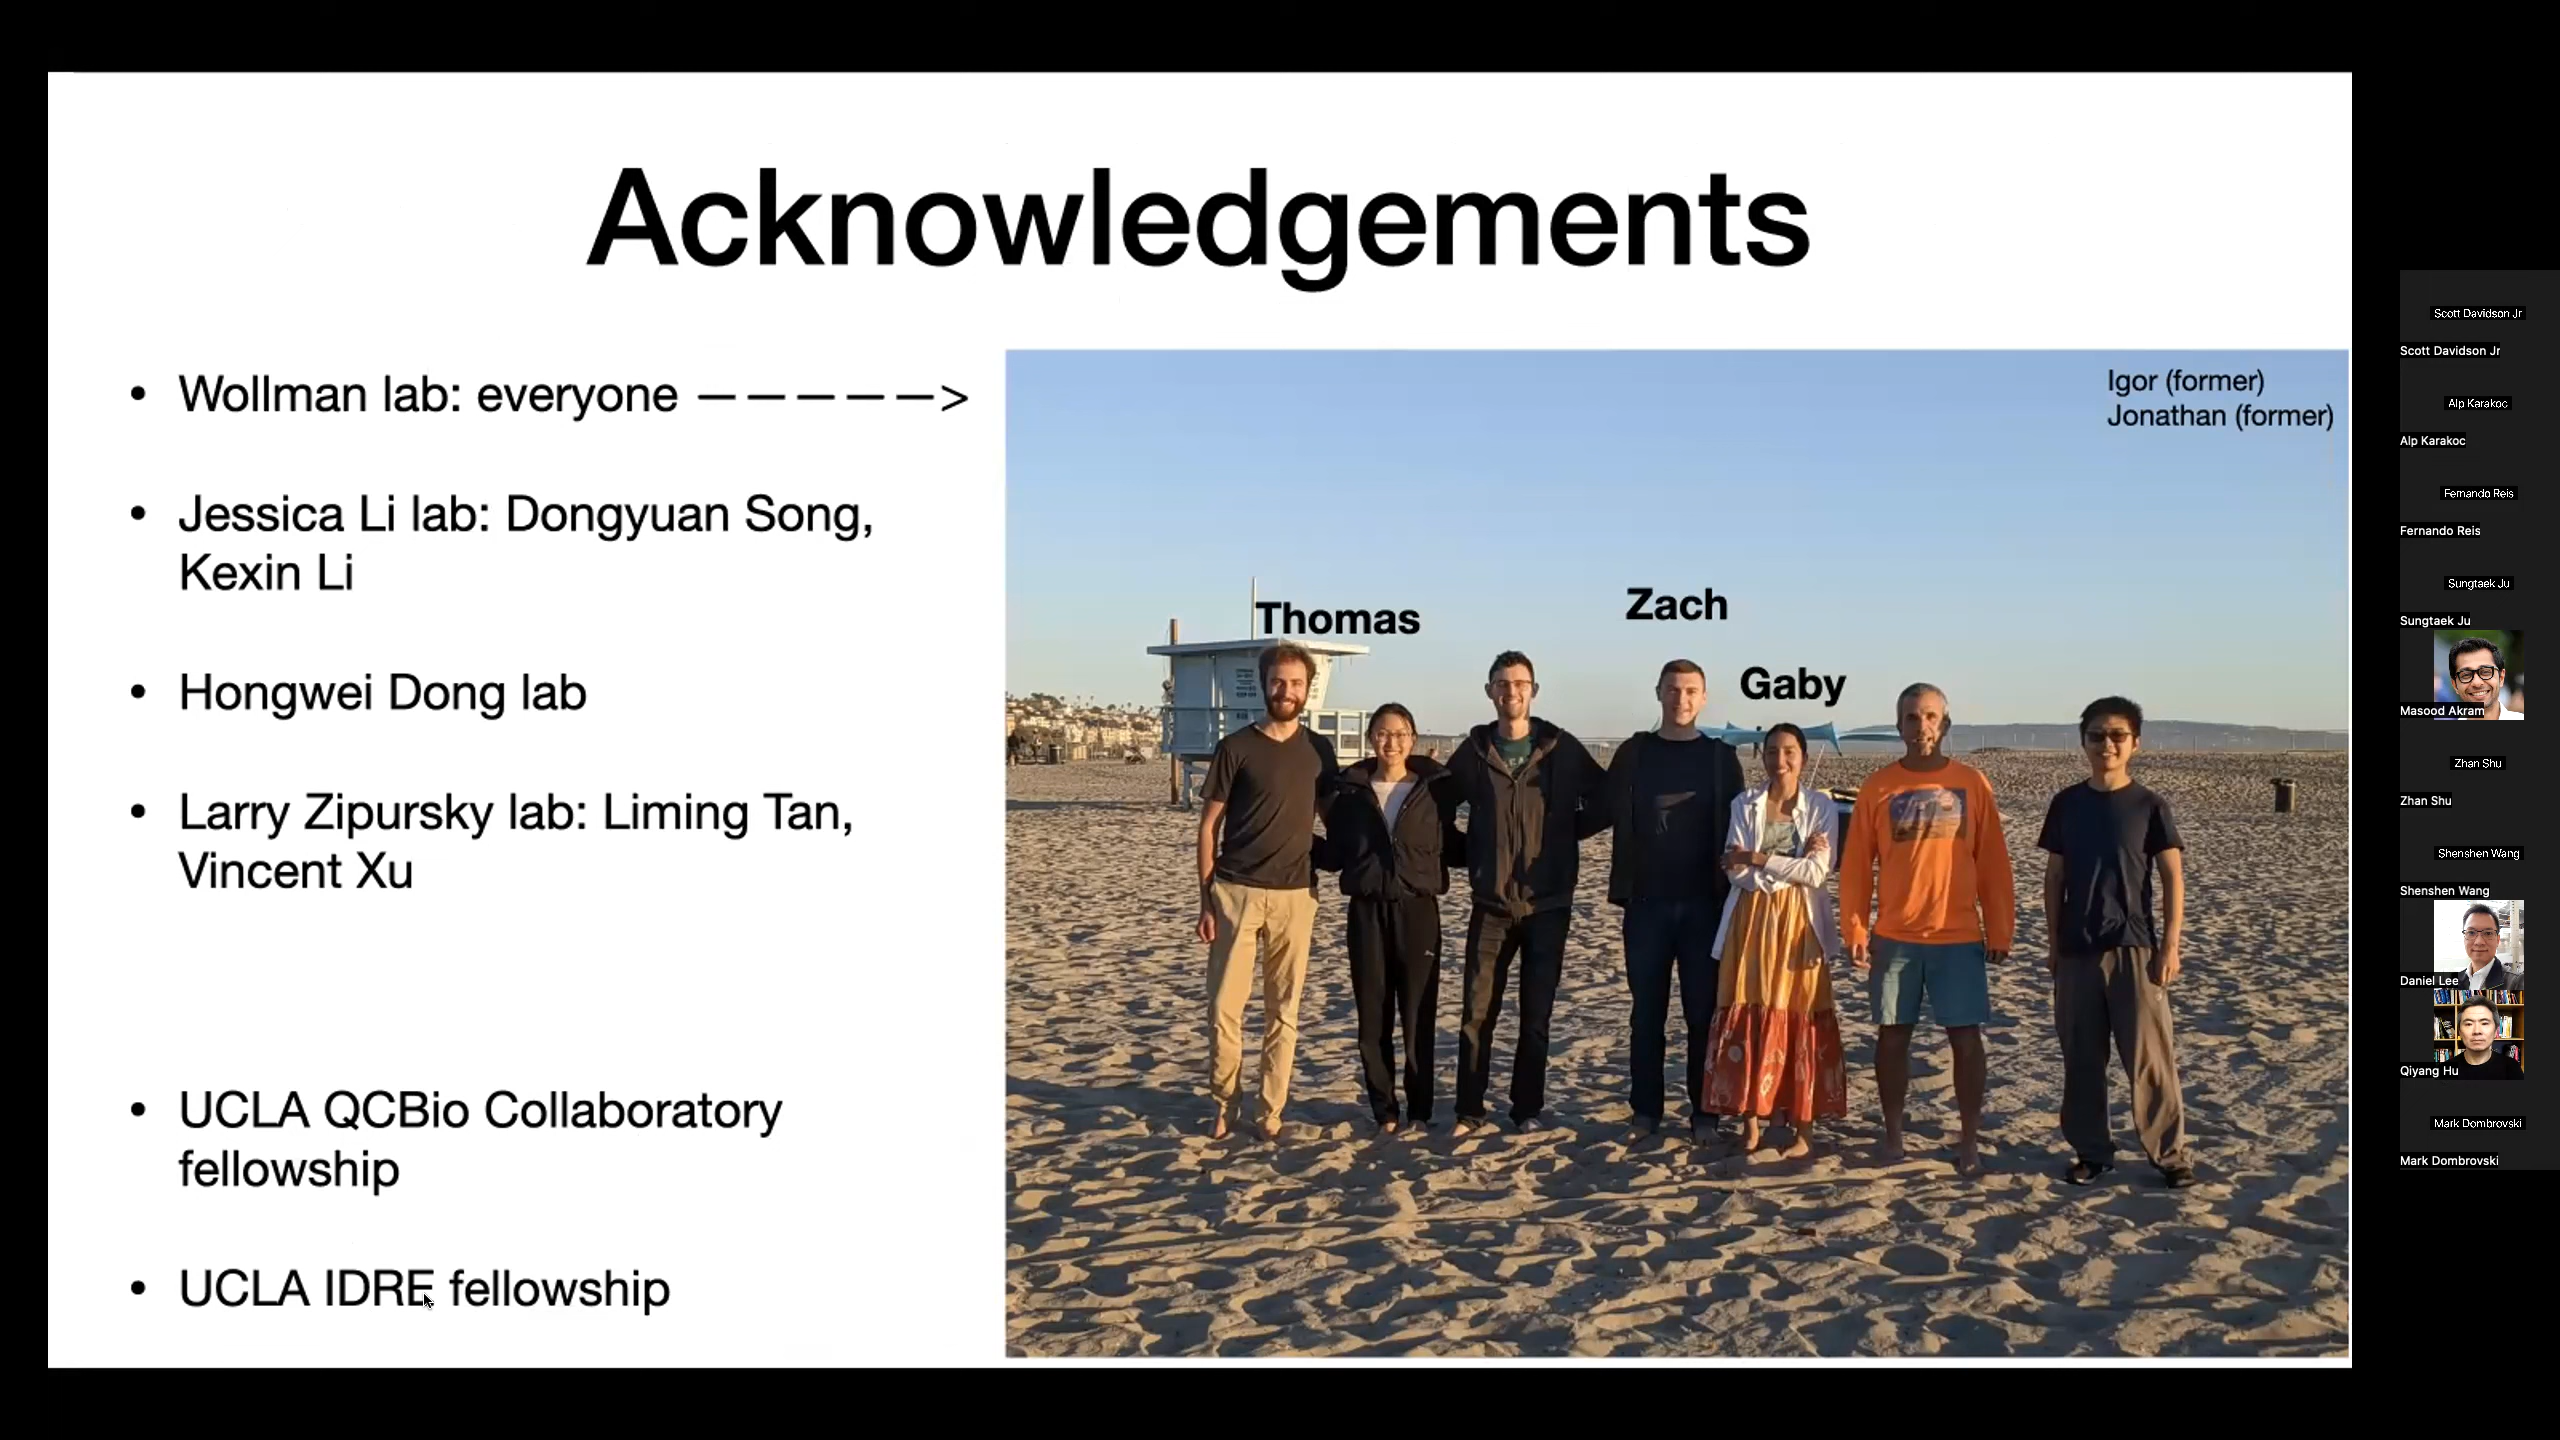 Acknowledgements
• Wollman lab: everyone — — — — —>
• Jessica Li lab: Dongyuan Song,
Kexin Li
• Hongwei Dong lab
• Larry Zipursky lab: Liming Tan,
Vincent Xu
• UCLA QCBio Collaboratory
fellowship
• UCLA IDRE fellowship
Igor (former)
Jonathan (former)
Thomas
Zach
Gaby
Scott Davidson Jr
Scott Davidson Jr
Alp Karakoc
Alp Karakoc
Fernando Reis
Fernando Reis
Sungtaek Ju
Sungtaek Ju
Masood Akram
Zhan Shu
Zhan Shu
Shenshen Wang
Shenshen Wang
Daniel Lee
Qiyang Hu
Mark Dombrovski
Mark Dombrovski